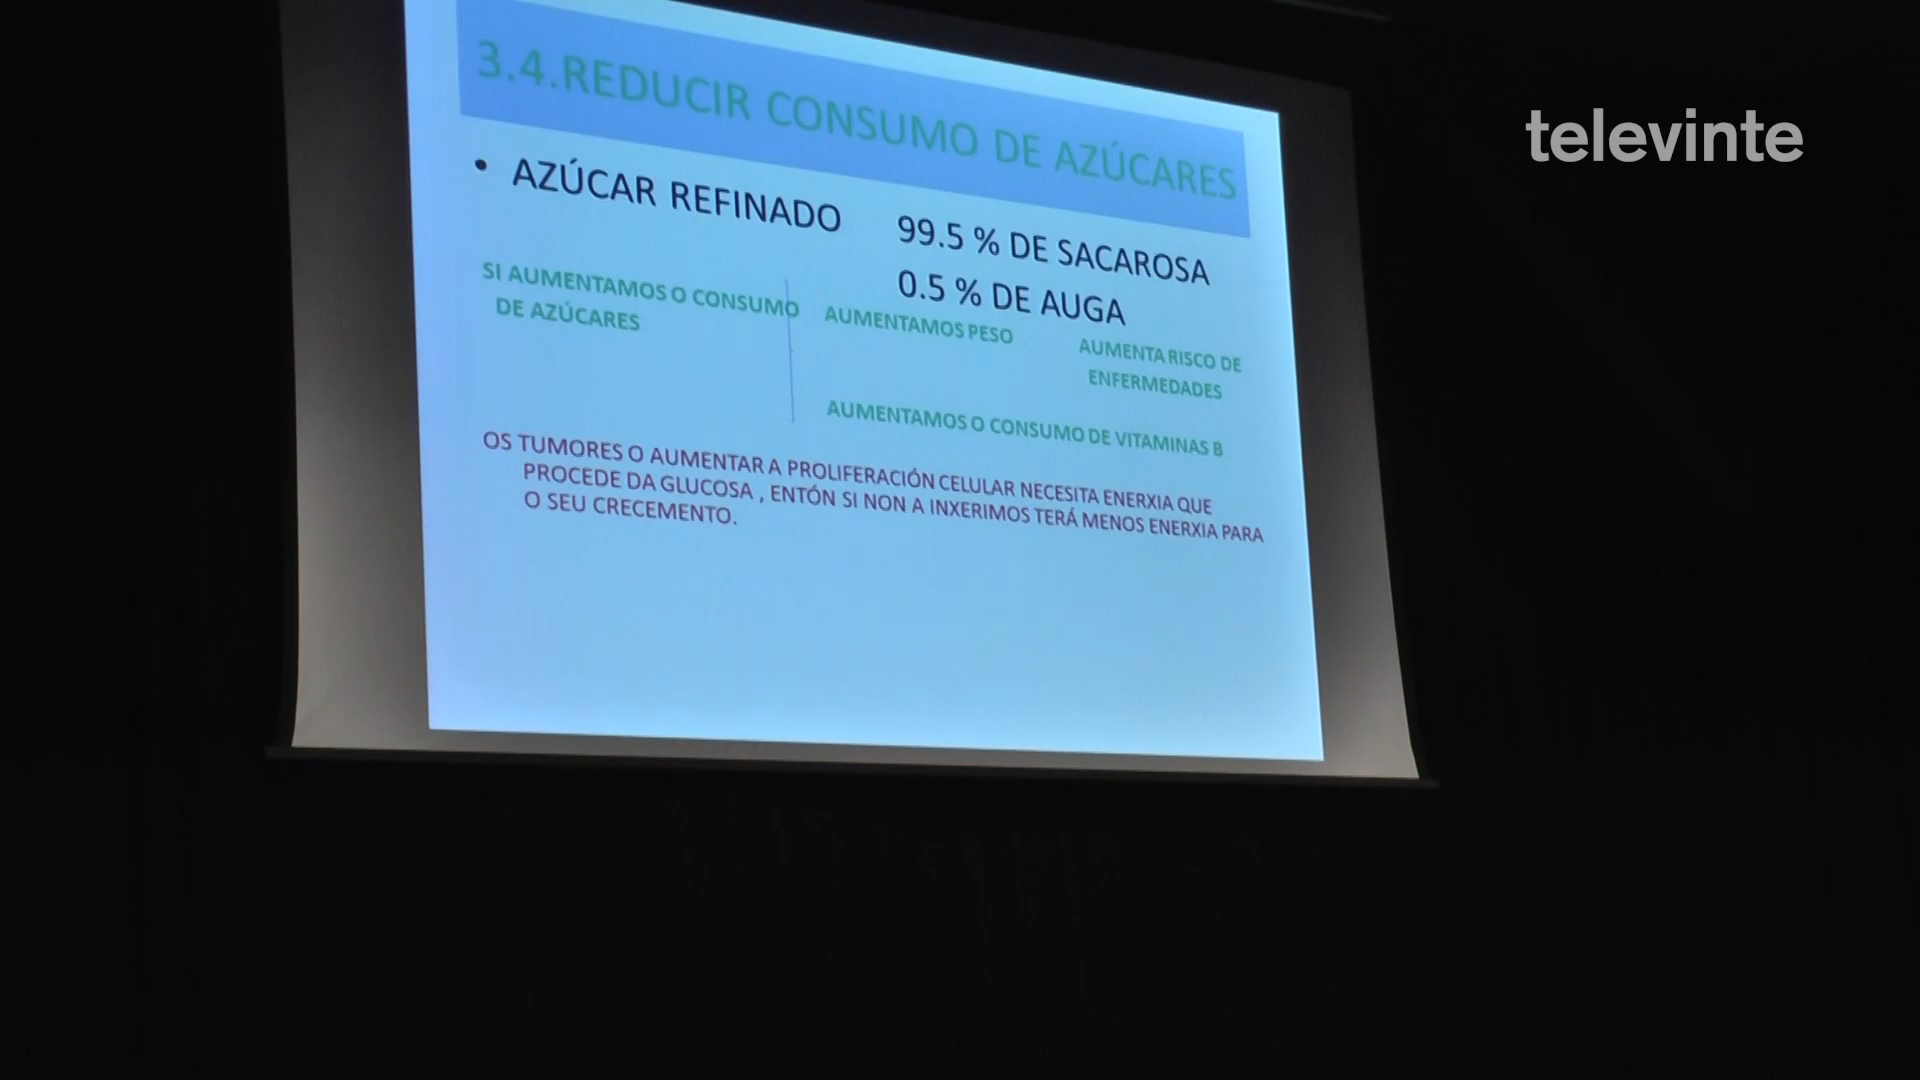 3.4.REDUCIR CONSUMO DE AZÚCARES
televinte
• AZÚCAR REFINADO 99.5 % DE SACAROSA
0.5 % DE AUGA
SI AUMENTAMOS O CONSUMO
DE AZÚCARES
AUMENTAMOS PESO
AUMENTA RISCO DE
ENFERMEDADES
AUMENTAMOS O CONSUMO DE VITAMINAS B
OS TUMORES O AUMENTAR A PROLIFERACIÓN CELULAR NECESITA ENERXIA QUE
PROCEDE DA GLUCOSA , ENTÓN SI NON A INXERIMOS TERÁ MENOS ENERXIA PARA
O SEU CRECEMENTO.